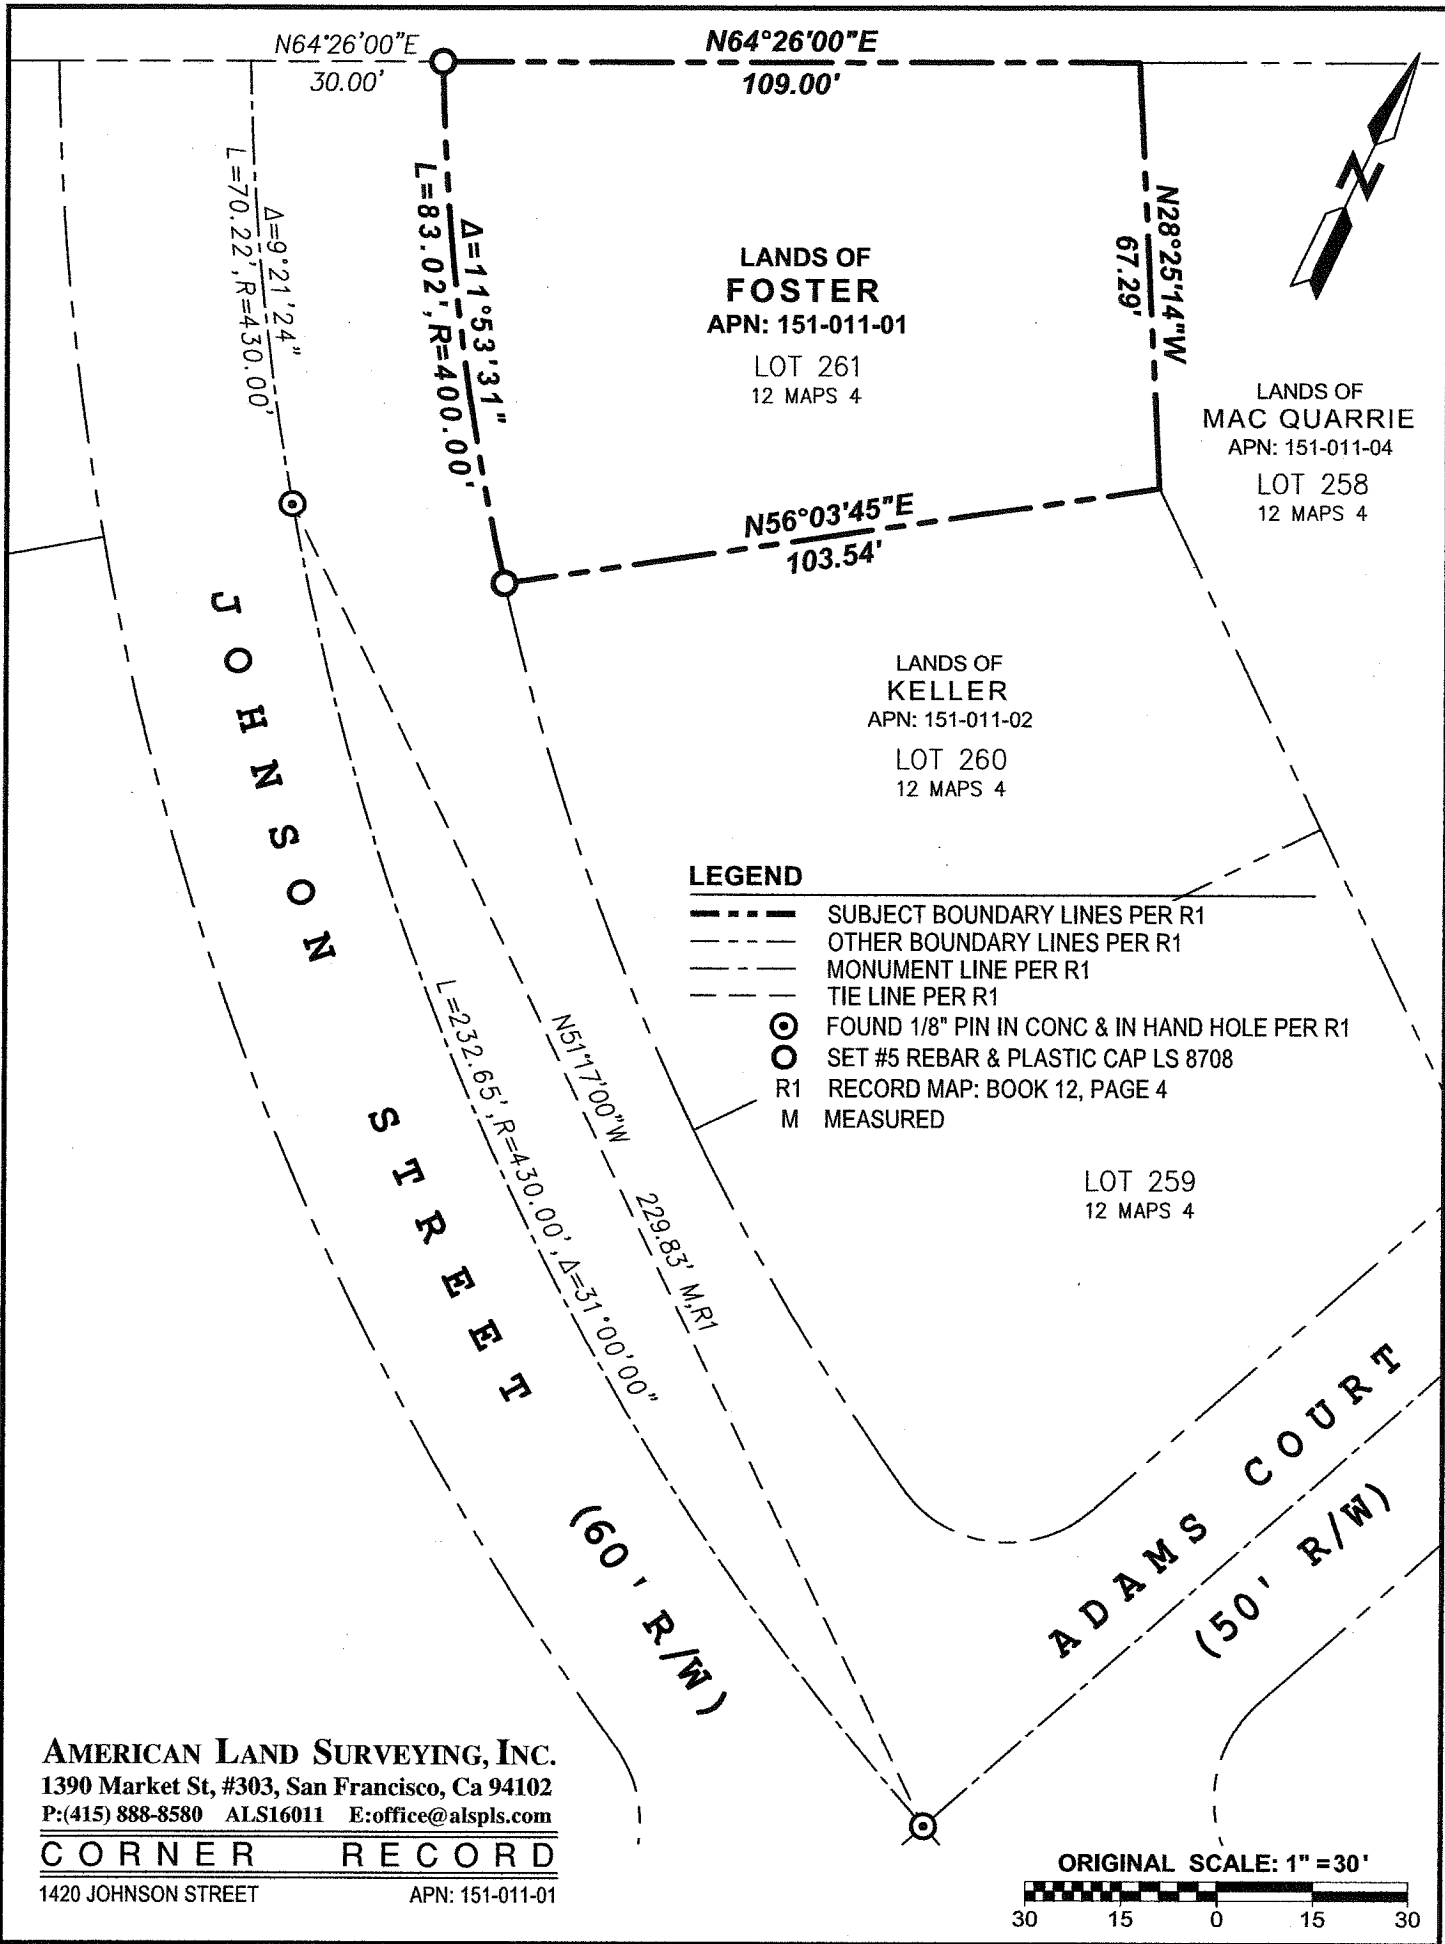 N64°26'00"E
30.00'
N64°26'00"E
109.00'
N
Δ=9°21'24"
L=70.22',R=430.00'
Δ=11°53'31"
L=83.02',R=400.00'
N28°25'14"W
67.29'
LANDS OF
FOSTER
APN: 151-011-01
LOT 261
12 MAPS 4
LANDS OF
MAC QUARRIE
APN: 151-011-04
LOT 258
12 MAPS 4
N56°03'45"E
103.54'
LANDS OF
KELLER
APN: 151-011-02
LOT 260
12 MAPS 4
JOHNSON STREET (60' R/W)
LEGEND
SUBJECT BOUNDARY LINES PER R1
OTHER BOUNDARY LINES PER R1
MONUMENT LINE PER R1
TIE LINE PER R1
FOUND 1/8" PIN IN CONC & IN HAND HOLE PER R1
SET #5 REBAR & PLASTIC CAP LS 8708
R1 RECORD MAP: BOOK 12, PAGE 4
M MEASURED
L=232.65',R=430.00',Δ=31°00'00"
N51°17'00"W 229.83' M,R1
LOT 259
12 MAPS 4
ADAMS COURT
(50' R/W)
AMERICAN LAND SURVEYING, INC.
1390 Market St, #303, San Francisco, Ca 94102
P:(415) 888-8580 ALS16011 E:office@alspls.com
CORNER RECORD
1420 JOHNSON STREET APN: 151-011-01
ORIGINAL SCALE: 1" =30'
30 15 0 15 30